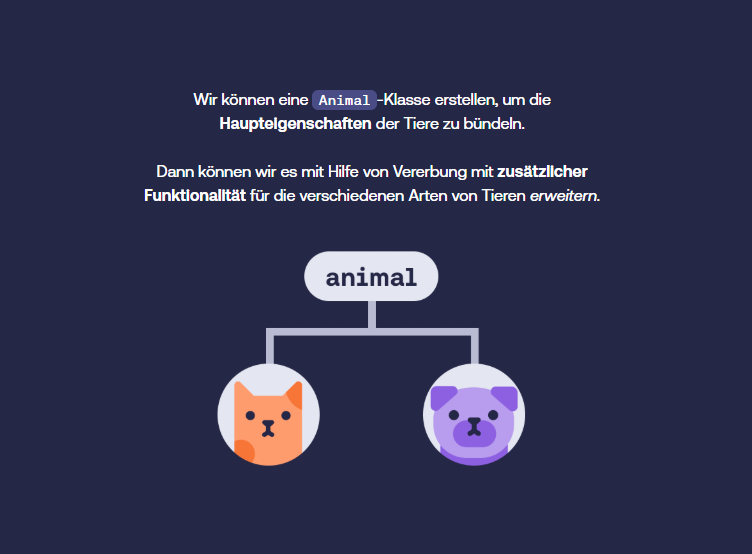 Wir können eine Animal-Klasse erstellen, um die
Haupteigenschaften der Tiere zu bündeln.
Dann können wir es mit Hilfe von Vererbung mit zusätzlicher
Funktionalität für die verschiedenen Arten von Tieren erweitern.
animal